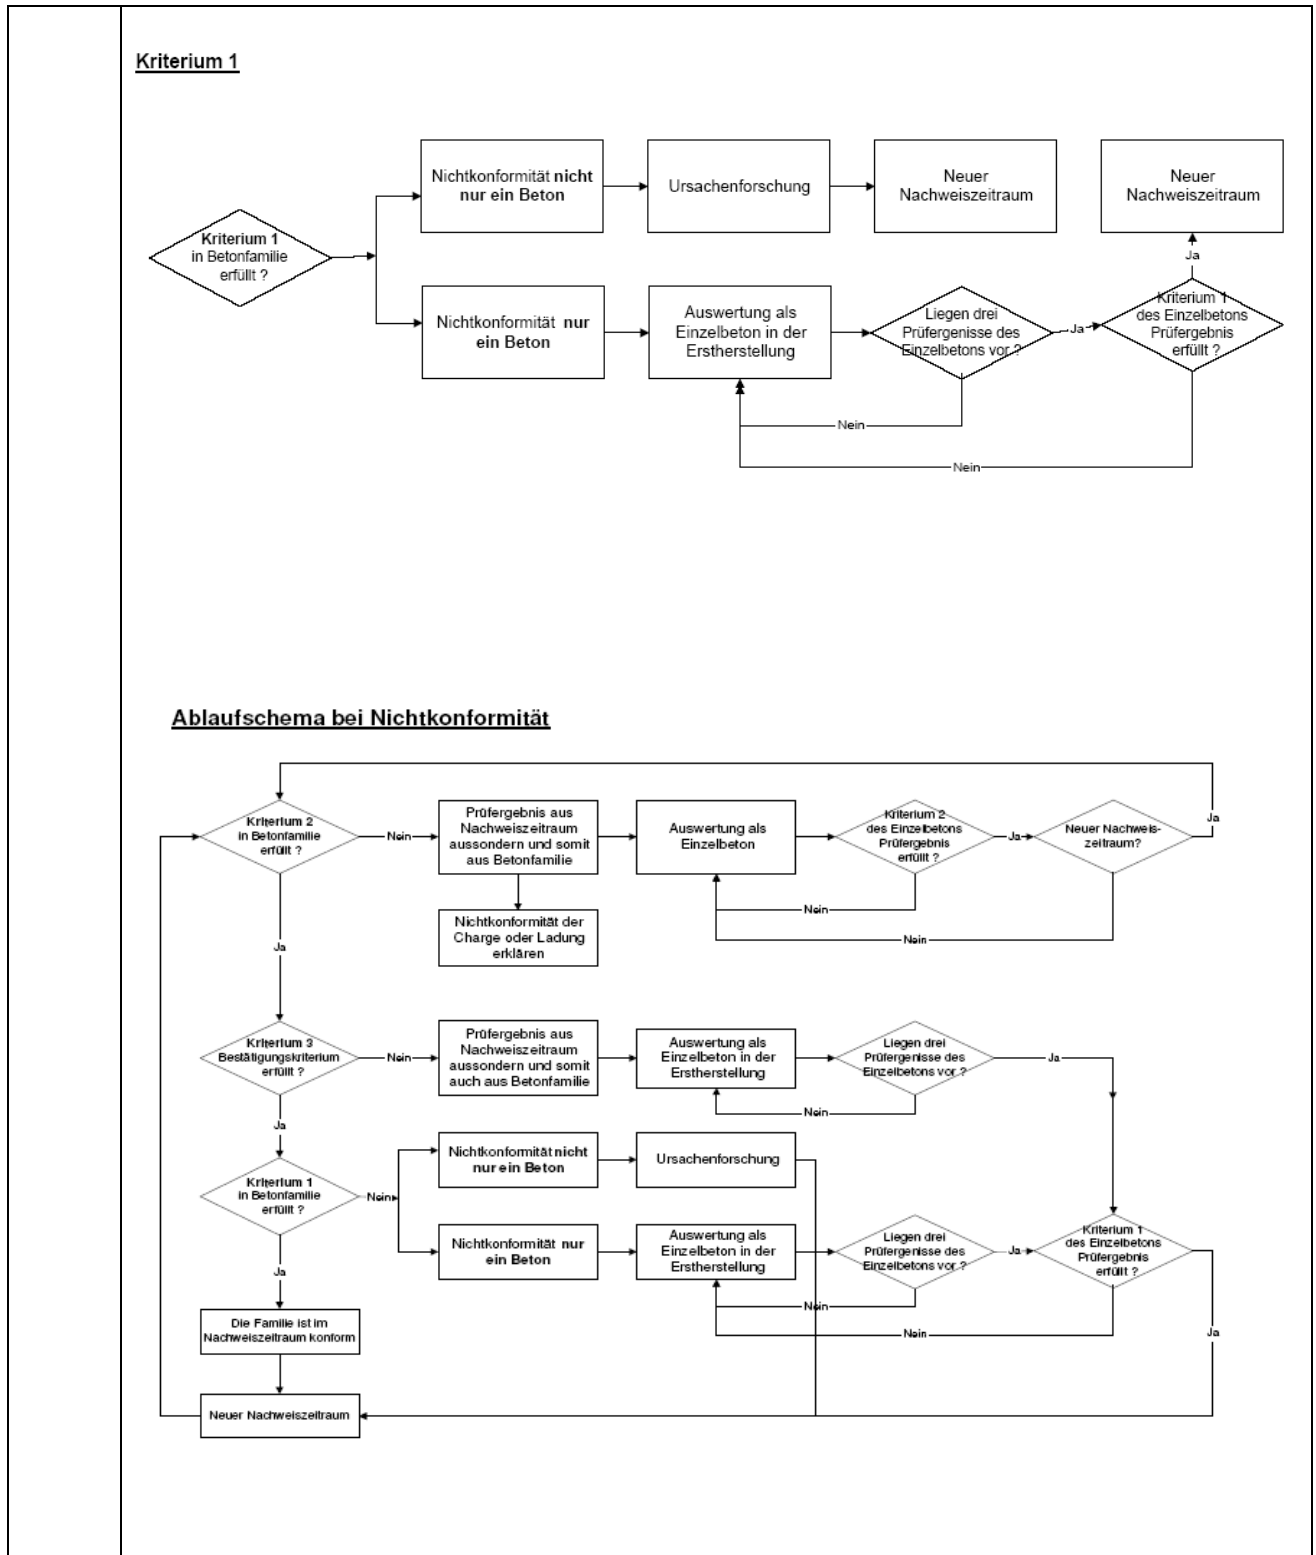 Kriterium 1
Nichtkonformität nicht
nur ein Beton
Ursachenforschung
Neuer
Nachweiszeitraum
Neuer
Nachweiszeitraum
Kriterium 1
in Betonfamilie
erfüllt ?
Ja
Nichtkonformität nur
ein Beton
Auswertung als
Einzelbeton in der
Erstherstellung
Liegen drei
Prüfergenisse des
Einzelbetons vor ?
Ja
Kriterium 1
des Einzelbetons
Prüfergebnis
erfüllt ?
Nein
Nein
Ablaufschema bei Nichtkonformität
Kriterium 2
in Betonfamilie
erfüllt ?
Nein
Prüfergebnis aus
Nachweiszeitraum
aussondern und somit
aus Betonfamilie
Auswertung als
Einzelbeton
Kriterium 2
des Einzelbetons
Prüfergebnis
erfüllt ?
Ja
Neuer Nachweis-
zeitraum?
Ja
Nichtkonformität der
Charge oder Ladung
erklären
Nein
Nein
Ja
Kriterium 3
Bestätigungskriterium
erfüllt ?
Nein
Prüfergebnis aus
Nachweiszeitraum
aussondern und somit
auch aus Betonfamilie
Auswertung als
Einzelbeton in der
Erstherstellung
Liegen drei
Prüfergenisse des
Einzelbetons vor ?
Ja
Nein
Ja
Kriterium 1
in Betonfamilie
erfüllt ?
Nein
Nichtkonformität nicht
nur ein Beton
Ursachenforschung
Nichtkonformität nur
ein Beton
Auswertung als
Einzelbeton in der
Erstherstellung
Liegen drei
Prüfergenisse des
Einzelbetons vor ?
Ja
Kriterium 1
des Einzelbetons
Prüfergebnis
erfüllt ?
Nein
Nein
Ja
Ja
Die Familie ist im
Nachweiszeitraum konform
Neuer Nachweiszeitraum